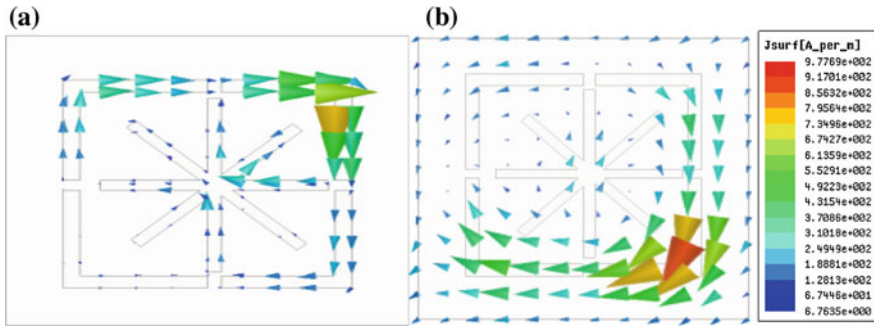 (a)
(b)
Jsurf[A_per_m]
9.7769e+002
9.1701e+002
8.5632e+002
7.9564e+002
7.3496e+002
6.7427e+002
6.1359e+002
5.5291e+002
4.9223e+002
4.3154e+002
3.7086e+002
3.1018e+002
2.4949e+002
1.8881e+002
1.2813e+002
6.7446e+001
6.7635e+000